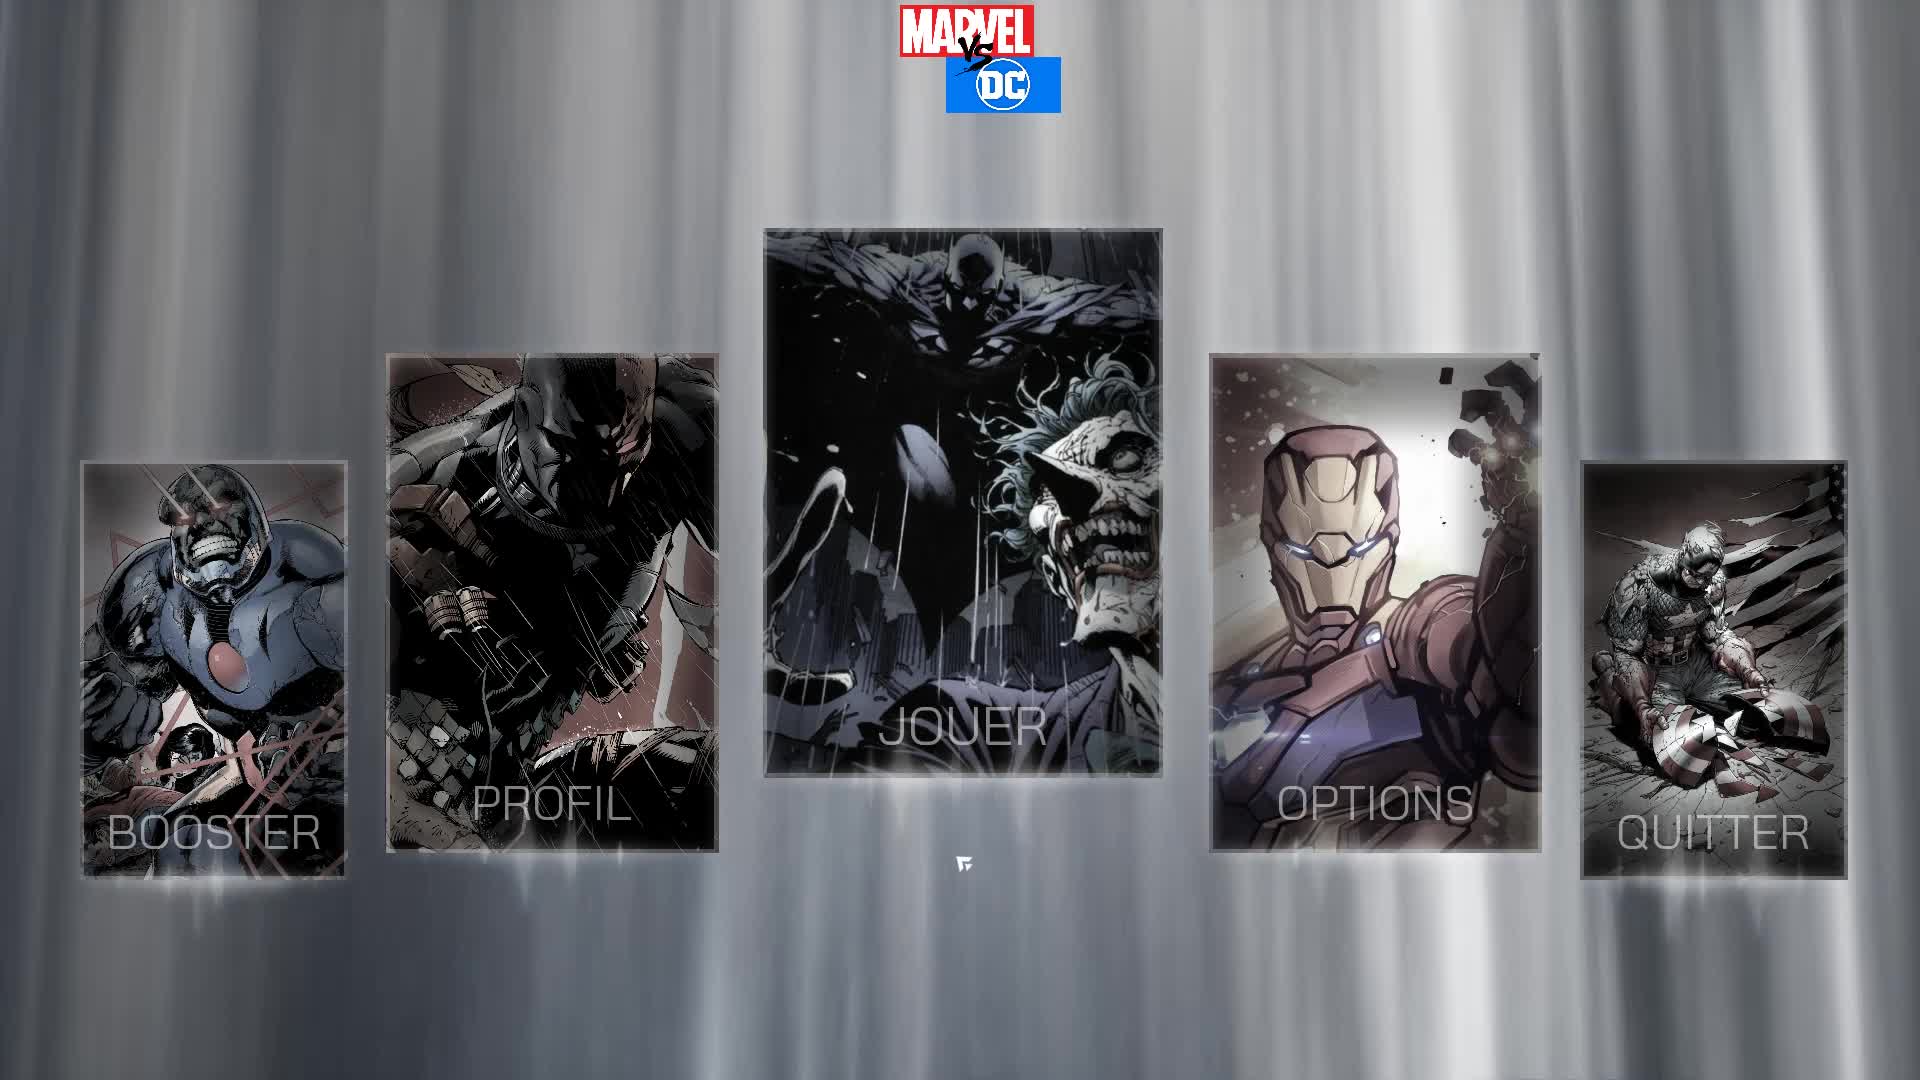 MARVEL
VS
DC
BOOSTER
PROFIL
JOUER
OPTIONS
QUITTER